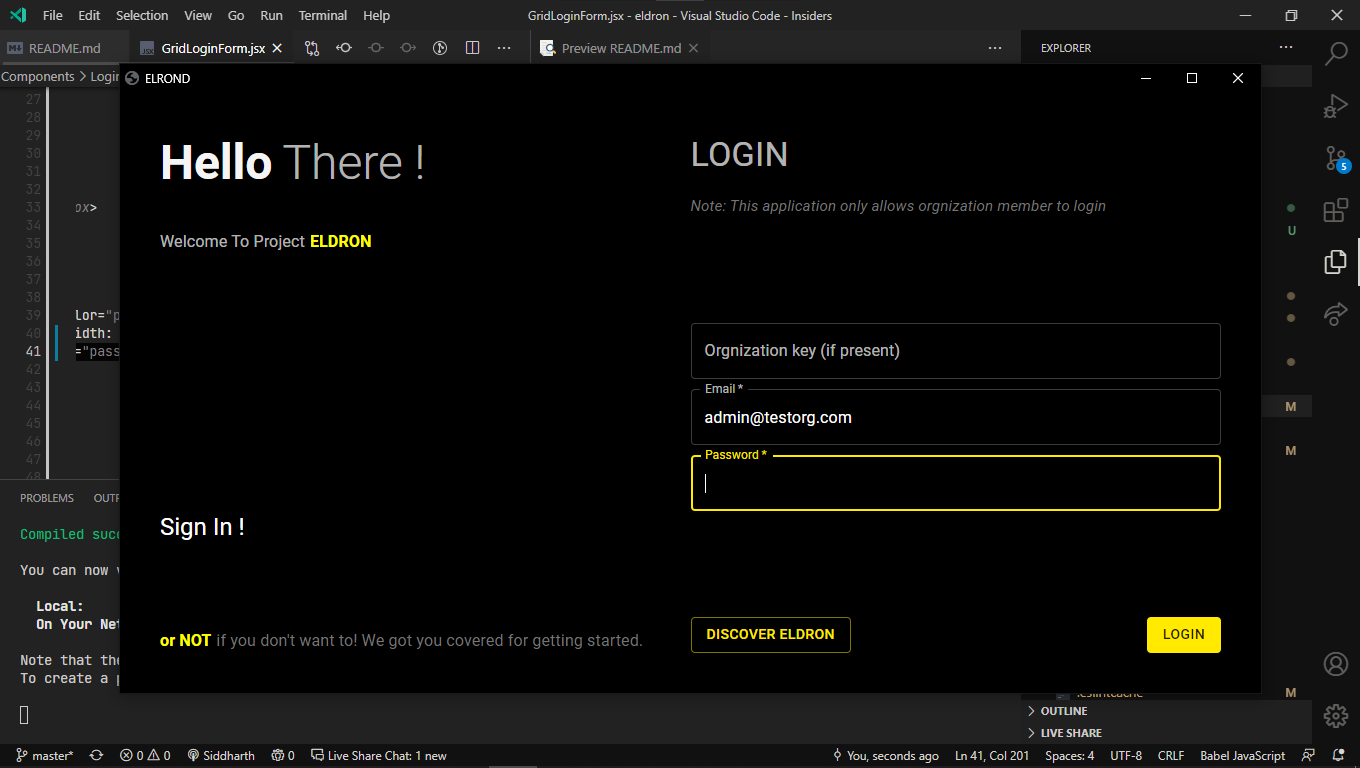 File Edit Selection View Go Run Terminal Help GridLoginForm.jsx - eldron - Visual Studio Code - Insiders
README.md JSX GridLoginForm.jsx Preview README.md EXPLORER
Components > Login
ELROND
27
28
29
30
31
32
33 ox>
34
35
36
37
38
39 lor="p
40 idth:
41 ="pass
42
43
44
45
46
47
48
Hello There !
Welcome To Project ELDRON
Sign In !
or NOT if you don't want to! We got you covered for getting started.
LOGIN
Note: This application only allows orgnization member to login
Orgnization key (if present)
Email *
admin@testorg.com
Password *
DISCOVER ELDRON
LOGIN
5
U
M
M
M
PROBLEMS OUTP
Compiled succ
You can now v
Local:
On Your Net
Note that the
To create a p
.eslintcache
OUTLINE
LIVE SHARE
master* 0 0 Siddharth 0 Live Share Chat: 1 new You, seconds ago Ln 41, Col 201 Spaces: 4 UTF-8 CRLF Babel JavaScript